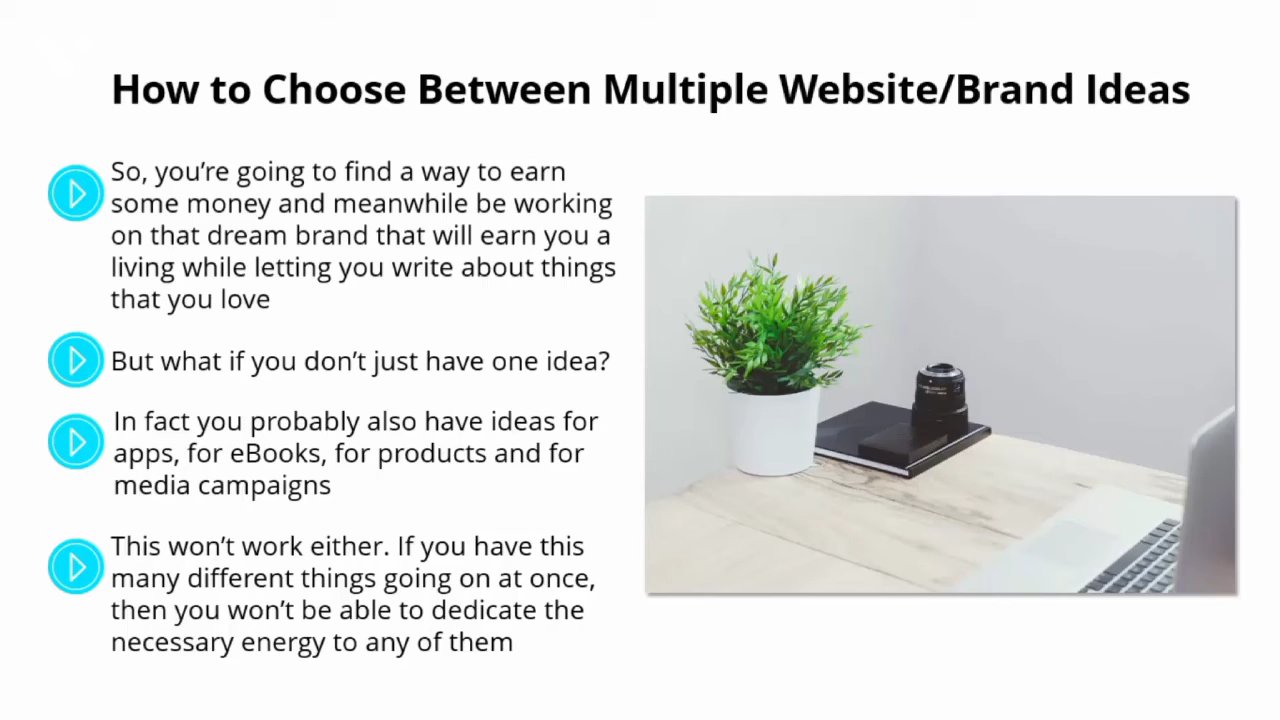 How to Choose Between Multiple Website/Brand Ideas
So, you’re going to find a way to earn
some money and meanwhile be working
on that dream brand that will earn you a
living while letting you write about things
that you love
But what if you don’t just have one idea?
In fact you probably also have ideas for
apps, for eBooks, for products and for
media campaigns
This won’t work either. If you have this
many different things going on at once,
then you won’t be able to dedicate the
necessary energy to any of them